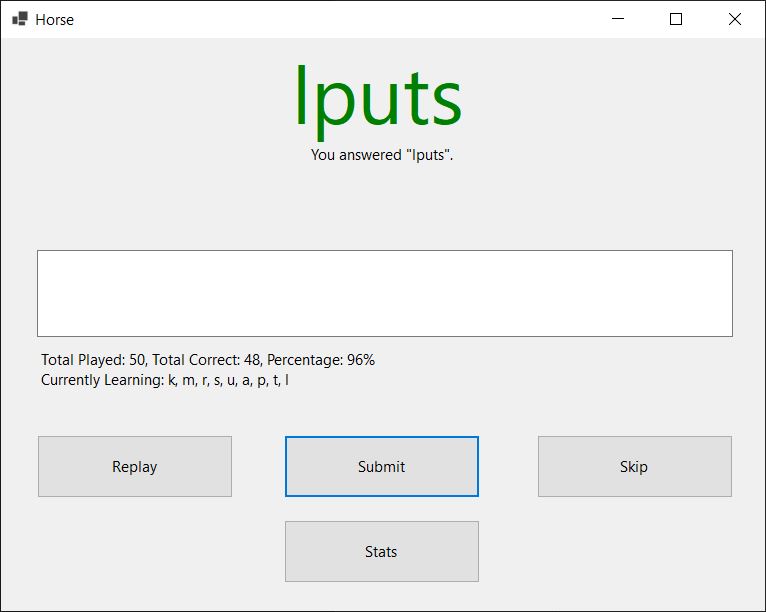 Horse
lputs
You answered "lputs".
Total Played: 50, Total Correct: 48, Percentage: 96%
Currently Learning: k, m, r, s, u, a, p, t, l
Replay
Submit
Skip
Stats